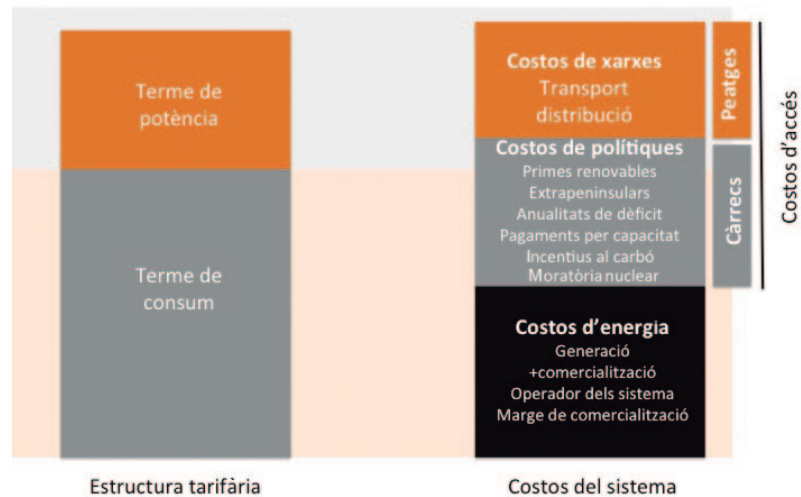 Terme de
potència
Terme de
consum
Estructura tarifària
Costos de xarxes
Transport
distribució
Costos de polítiques
Primes renovables
Extrapeninsulars
Anualitats de dèficit
Pagaments per capacitat
Incentius al carbó
Moratòria nuclear
Costos d'energia
Generació
+comercialització
Operador dels sistema
Marge de comercialització
Costos del sistema
Peatges
Càrrecs
Costos d'accés